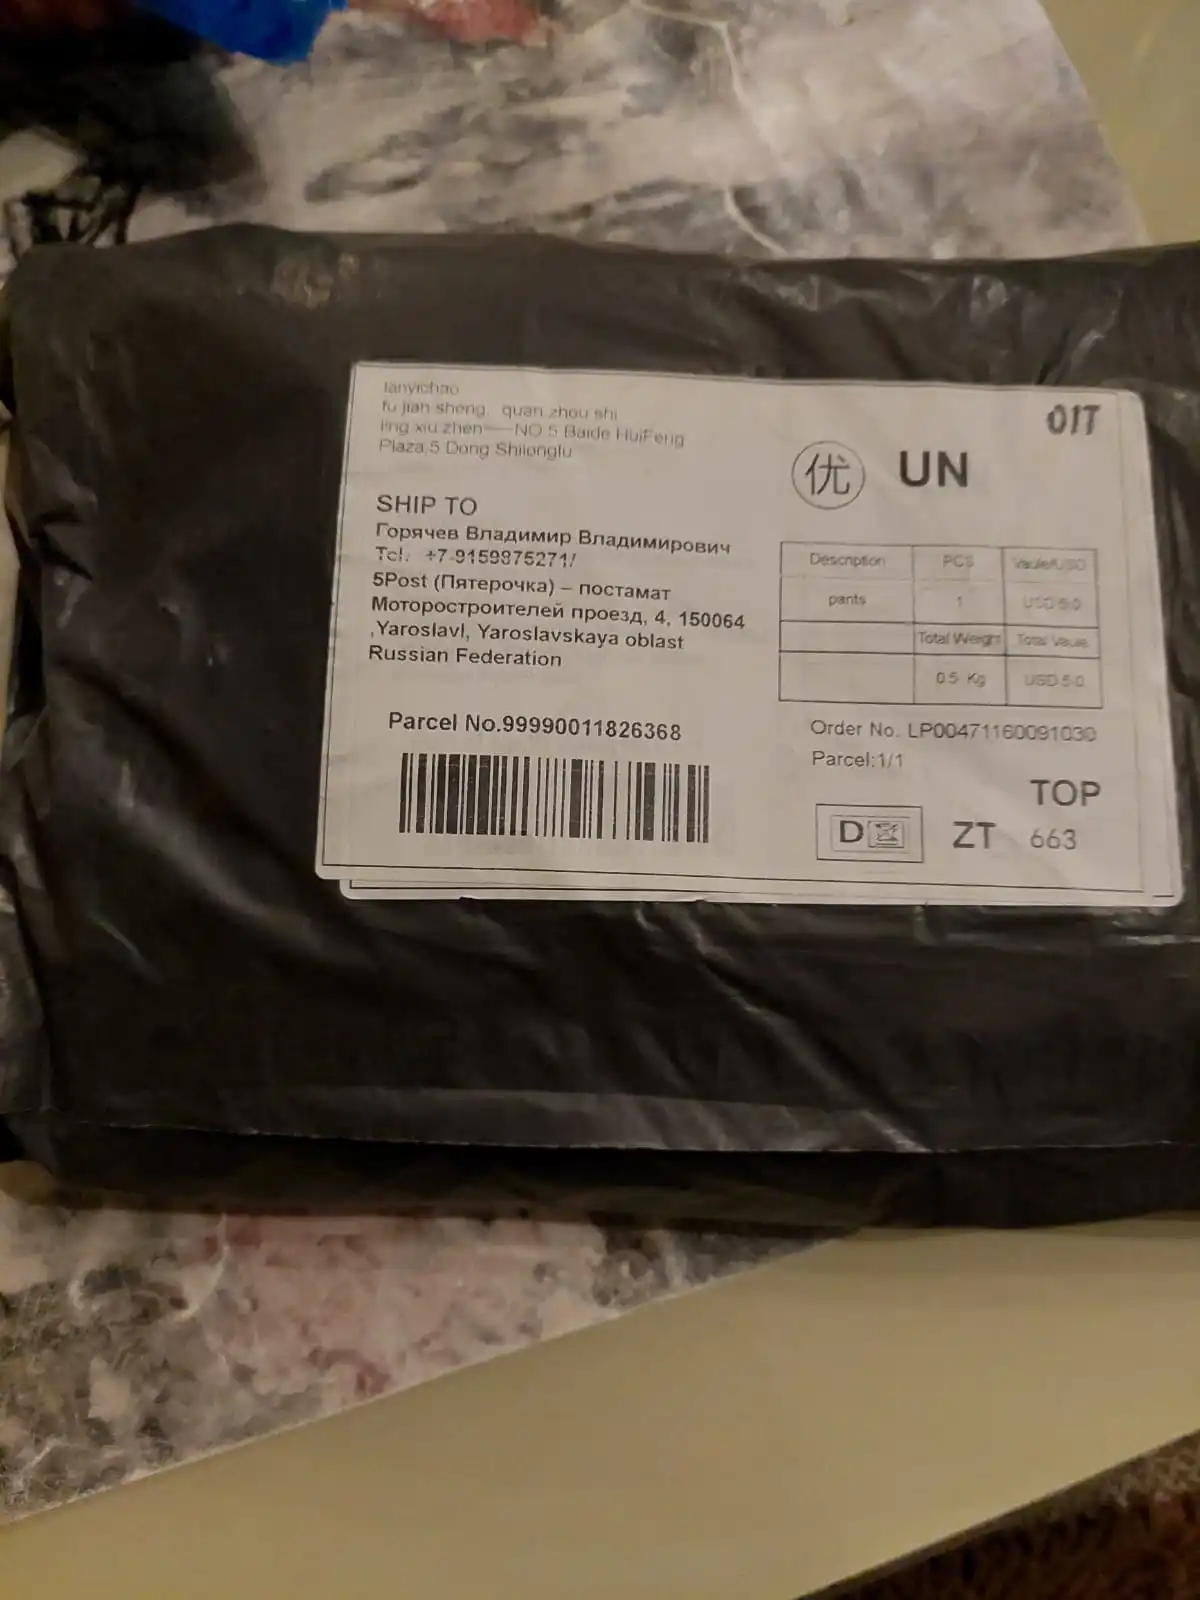 lanyichao
fu jian sheng, quan zhou shi
ling xiu zhen——NO 5 Baide HuiFeng
Plaza,5 Dong Shilonglu
SHIP TO
Горячев Владимир Владимирович
Tel: +7-9159875271/
5Post (Пятерочка) – постамат
Моторостроителей проезд, 4, 150064
,Yaroslavl, Yaroslavskaya oblast
Russian Federation
Parcel No.99990011826368
01T
优 UN
Description PCS Vaule/USD
pants 1 USD 5.0
Total Weight Total Vaule
0.5 Kg USD 5.0
Order No. LP00471160091030
Parcel:1/1
TOP
D ZT 663